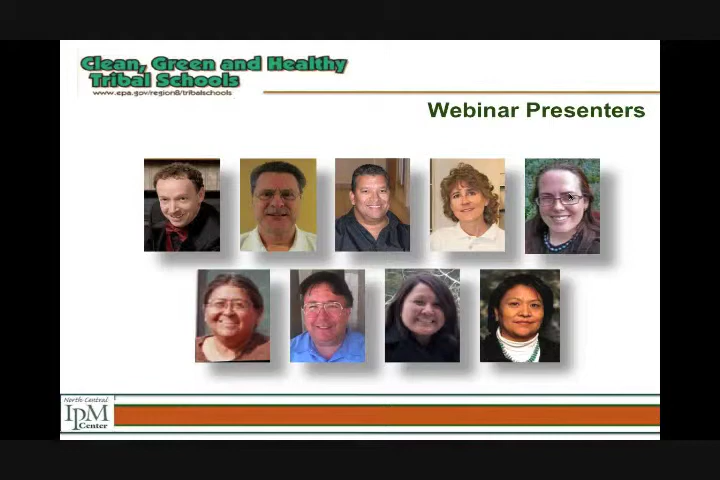 Clean, Green and Healthy
Tribal Schools
www.epa.gov/region8/tribalschools
Webinar Presenters
North Central
IPM
Center